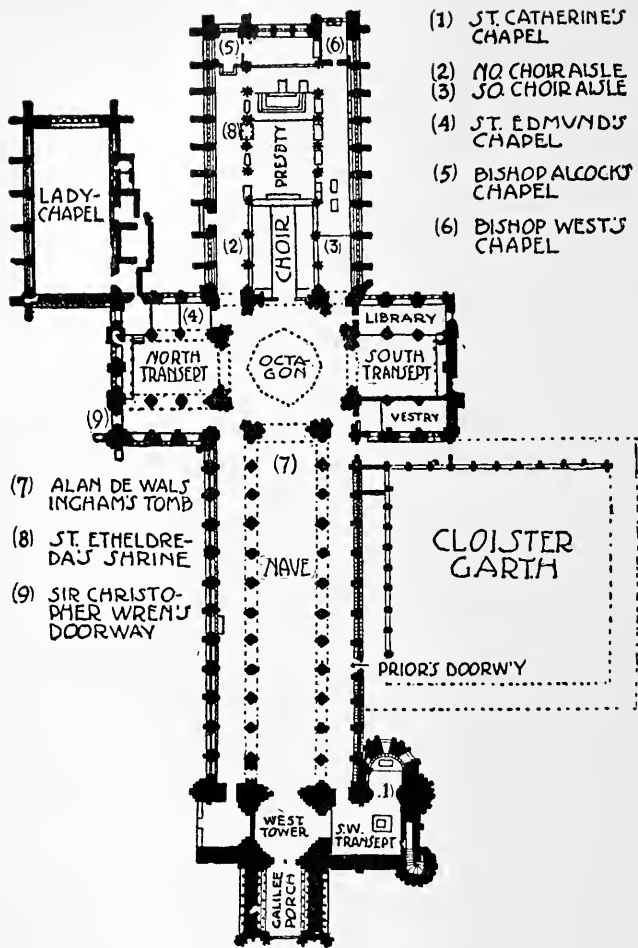 (1) ST. CATHERINE'S
CHAPEL
(2) NO. CHOIR AISLE
(3) SO. CHOIR AISLE
(4) ST. EDMUND'S
CHAPEL
(5) BISHOP ALCOCK'S
CHAPEL
(6) BISHOP WEST'S
CHAPEL
(5)
(6)
(8)
PRESBTY
LADY-
CHAPEL
(2)
CHOIR
(3)
(4)
LIBRARY
NORTH
TRANSEPT
OCTA-
GON
SOUTH
TRANSEPT
VESTRY
(9)
(7)
(7) ALAN DE WALS
INGHAM'S TOMB
(8) ST. ETHELDRE-
DA'S SHRINE
(9) SIR CHRISTO-
PHER WREN'S
DOORWAY
NAVE
CLOISTER
GARTH
PRIOR'S DOORW'Y
(1)
WEST
TOWER
S.W.
TRANSEPT
GALILEE
PORCH